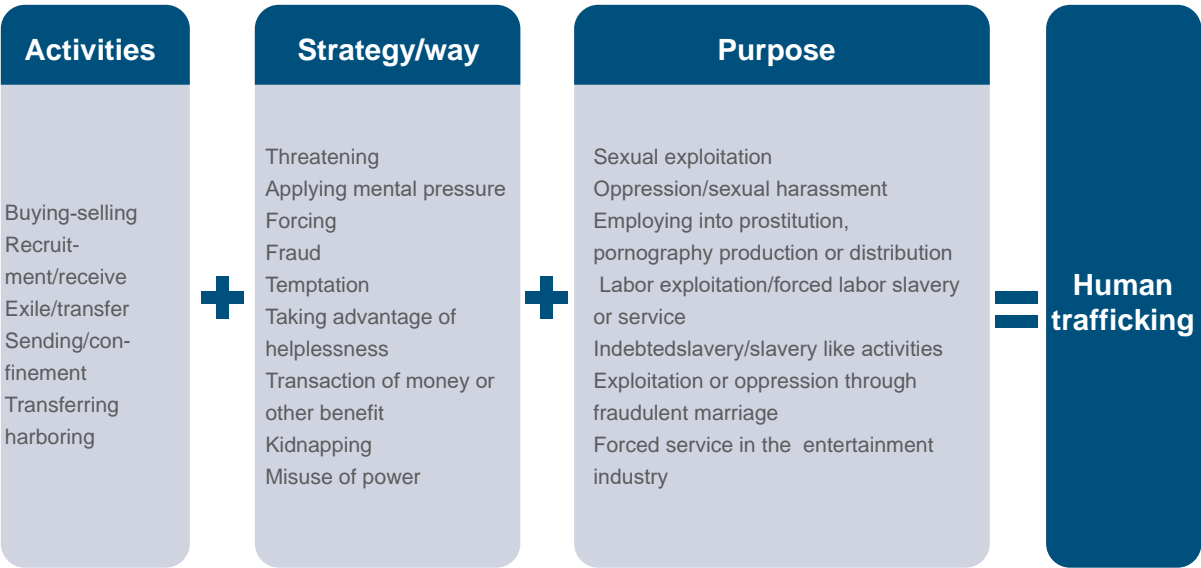 Activities
Buying-selling
Recruit-
ment/receive
Exile/transfer
Sending/con-
finement
Transferring
harboring
Strategy/way
Threatening
Applying mental pressure
Forcing
Fraud
Temptation
Taking advantage of
helplessness
Transaction of money or
other benefit
Kidnapping
Misuse of power
Purpose
Sexual exploitation
Oppression/sexual harassment
Employing into prostitution,
pornography production or distribution
Labor exploitation/forced labor slavery
or service
Indebtedslavery/slavery like activities
Exploitation or oppression through
fraudulent marriage
Forced service in the entertainment
industry
Human
trafficking